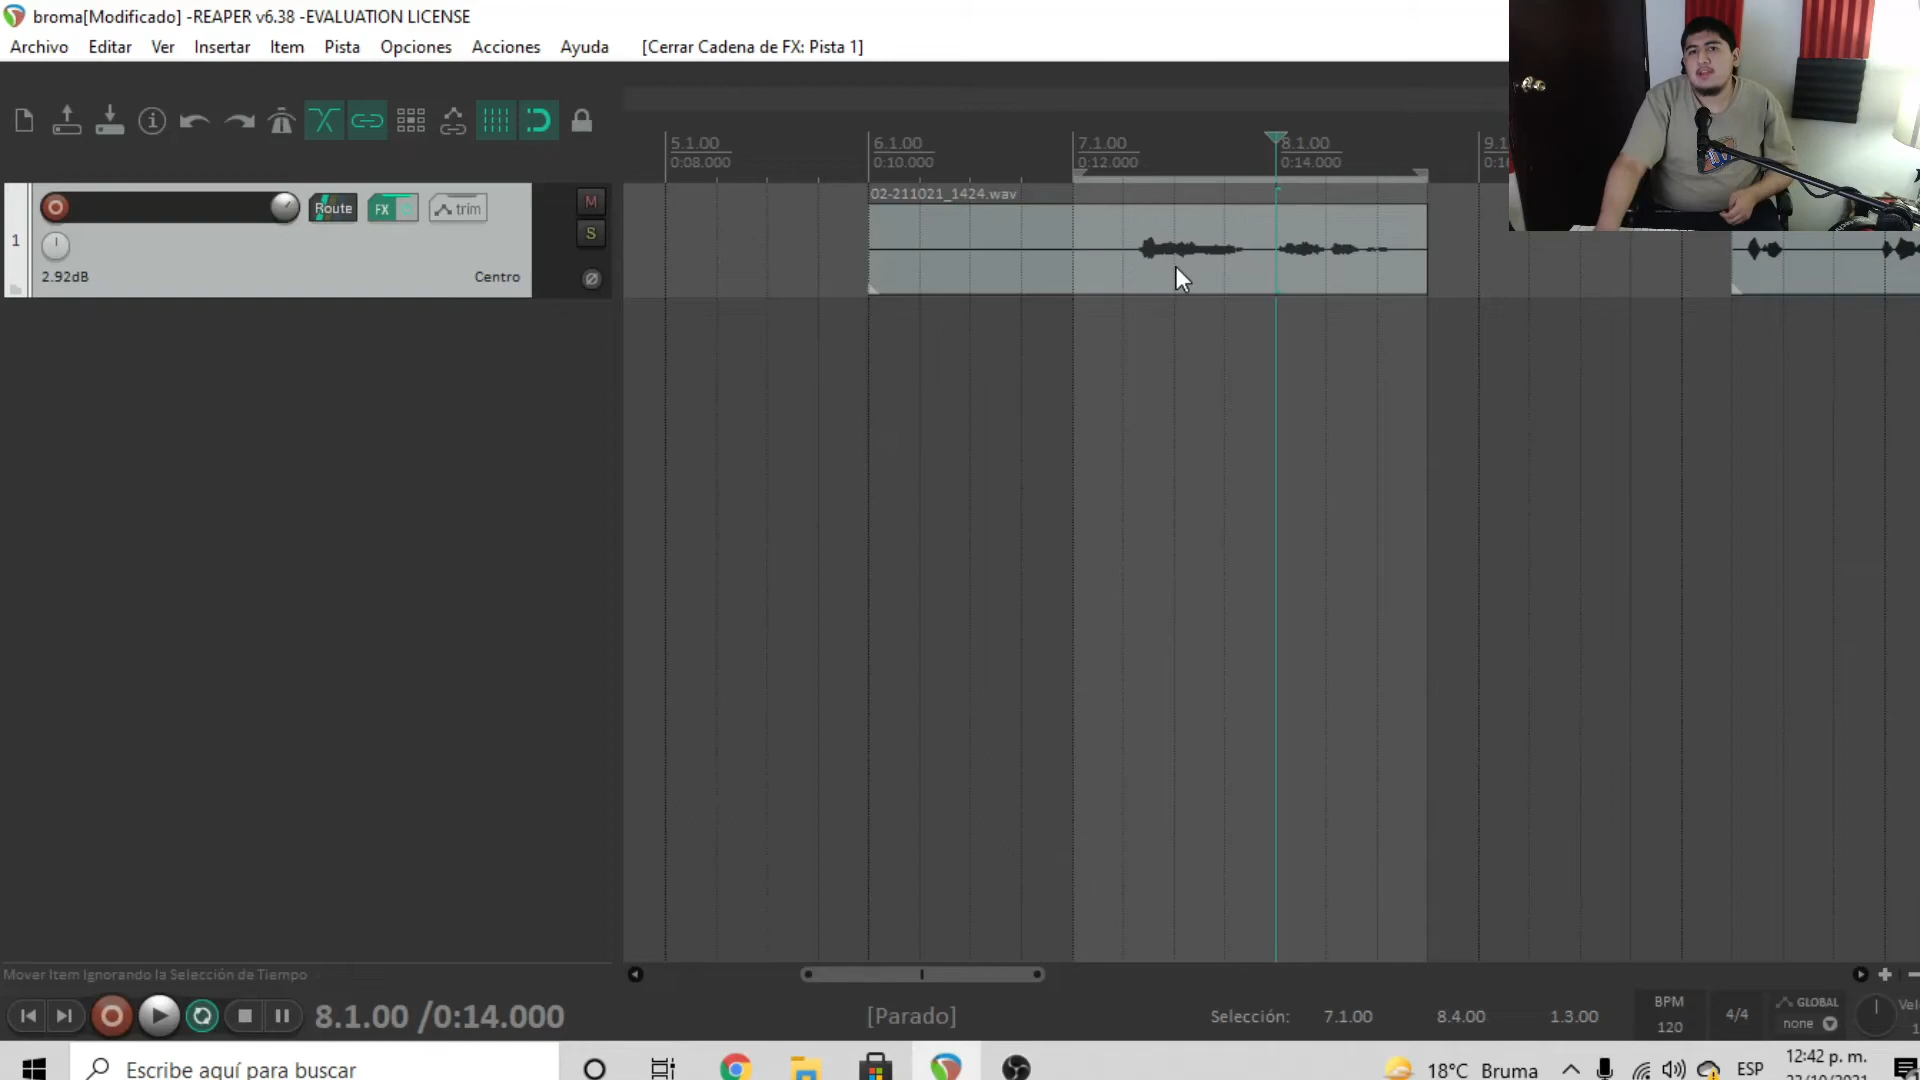 broma[Modificado] -REAPER v6.38 -EVALUATION LICENSE
Archivo Editar Ver Insertar Item Pista Opciones Acciones Ayuda [Cerrar Cadena de FX: Pista 1]
5.1.00 6.1.00 7.1.00 8.1.00
0:08.000 0:10.000 0:12.000 0:14.000
02-211021_1424.wav
Route FX trim M
1 S
2.92dB Centro
Mover Item Ignorando la Selección de Tiempo
8.1.00 /0:14.000 [Parado] Selección: 7.1.00 8.4.00 1.3.00 BPM 120 4/4 GLOBAL none
Escribe aquí para buscar 18°C Bruma ESP 12:42 p. m.